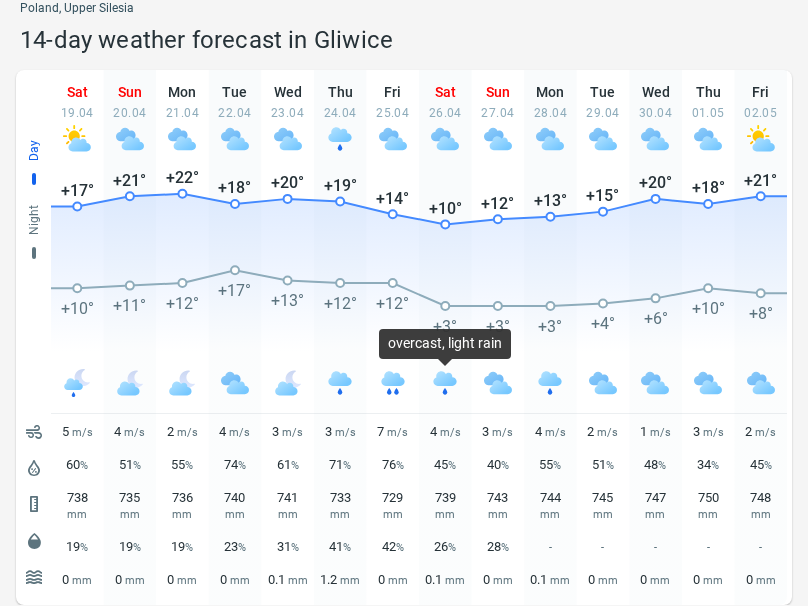 Poland, Upper Silesia
14-day weather forecast in Gliwice
Sat Sun Mon Tue Wed Thu Fri Sat Sun Mon Tue Wed Thu Fri
19.04 20.04 21.04 22.04 23.04 24.04 25.04 26.04 27.04 28.04 29.04 30.04 01.05 02.05
Day
+17° +21° +22° +18° +20° +19° +14° +10° +12° +13° +15° +20° +18° +21°
Night
+10° +11° +12° +17° +13° +12° +12° +3° +3° +3° +4° +6° +10° +8°
overcast, light rain
5 m/s 4 m/s 2 m/s 4 m/s 3 m/s 3 m/s 7 m/s 4 m/s 3 m/s 4 m/s 2 m/s 1 m/s 3 m/s 2 m/s
60% 51% 55% 74% 61% 71% 76% 45% 40% 55% 51% 48% 34% 45%
738 735 736 740 741 733 729 739 743 744 745 747 750 748
mm mm mm mm mm mm mm mm mm mm mm mm mm mm
19% 19% 19% 23% 31% 41% 42% 26% 28% - - - - -
0 mm 0 mm 0 mm 0 mm 0.1 mm 1.2 mm 0 mm 0.1 mm 0 mm 0.1 mm 0 mm 0 mm 0 mm 0 mm